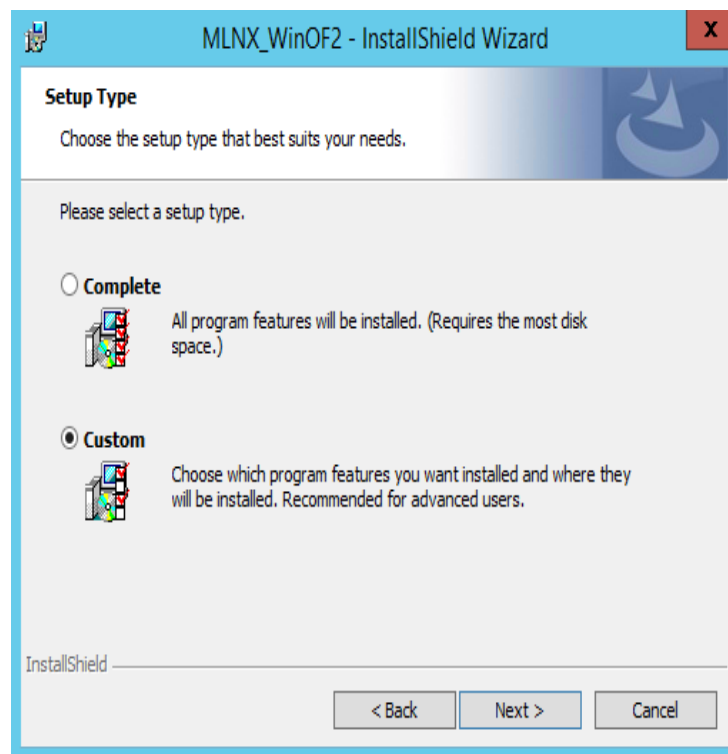 MLNX_WinOF2 - InstallShield Wizard
x
Setup Type
Choose the setup type that best suits your needs.
Please select a setup type.
Complete
All program features will be installed. (Requires the most disk
space.)
Custom
Choose which program features you want installed and where they
will be installed. Recommended for advanced users.
InstallShield
< Back
Next >
Cancel